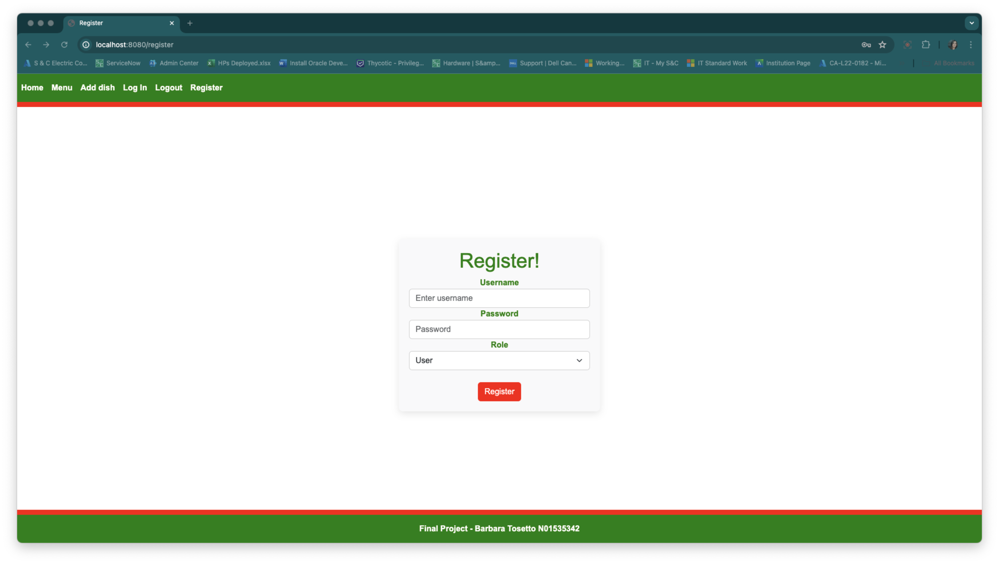 Register
localhost:8080/register
S & C Electric Co... ServiceNow Admin Center HPs Deployed.xlsx Install Oracle Deve... Thycotic - Privileg... Hardware | S&amp... Support | Dell Can... Working... IT - My S&C IT Standard Work Institution Page CA-L22-0182 - Mi... All Bookmarks
Home Menu Add dish Log In Logout Register
Register!
Username
Enter username
Password
Password
Role
User
Register
Final Project - Barbara Tosetto N01535342